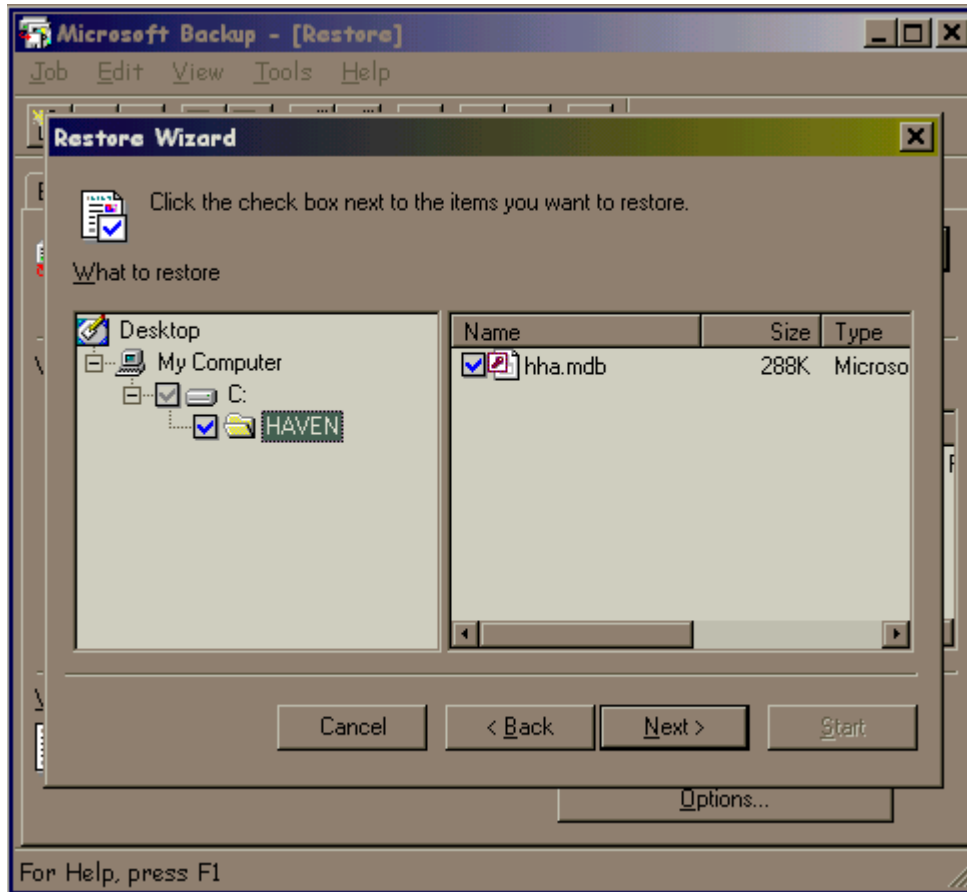 Microsoft Backup - [Restore]
Job Edit View Tools Help
Restore Wizard
Click the check box next to the items you want to restore.
What to restore
Desktop
My Computer
C:
HAVEN
Name Size Type
hha.mdb 288K Microso
Cancel < Back Next > Start
Options...
For Help, press F1